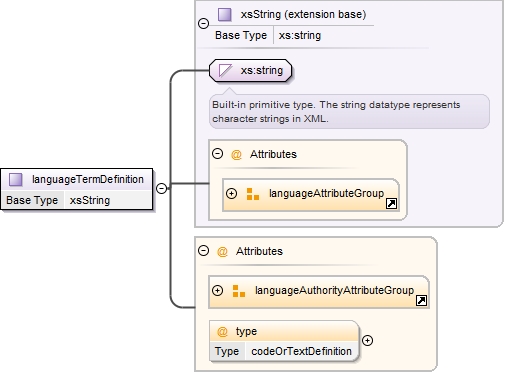 xsString (extension base)
Base Type xs:string
xs:string
Built-in primitive type. The string datatype represents
character strings in XML.
@ Attributes
languageAttributeGroup
languageTermDefinition
Base Type xsString
@ Attributes
languageAuthorityAttributeGroup
@ type
Type codeOrTextDefinition